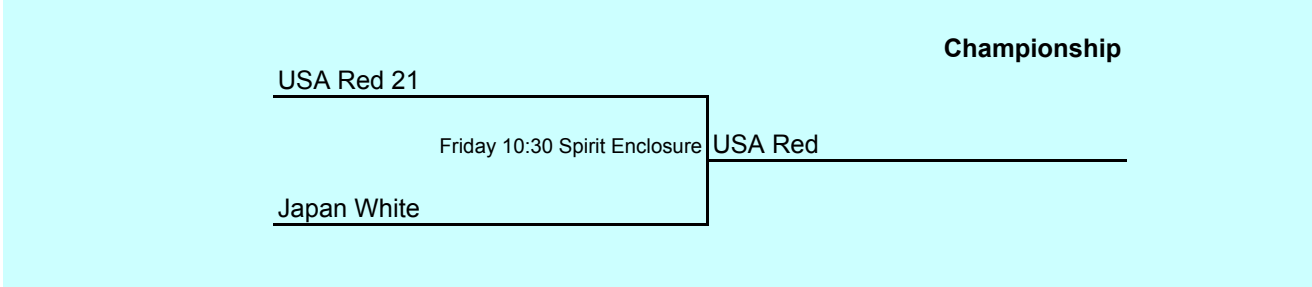 Championship
USA Red 21
Friday 10:30 Spirit Enclosure
USA Red
Japan White